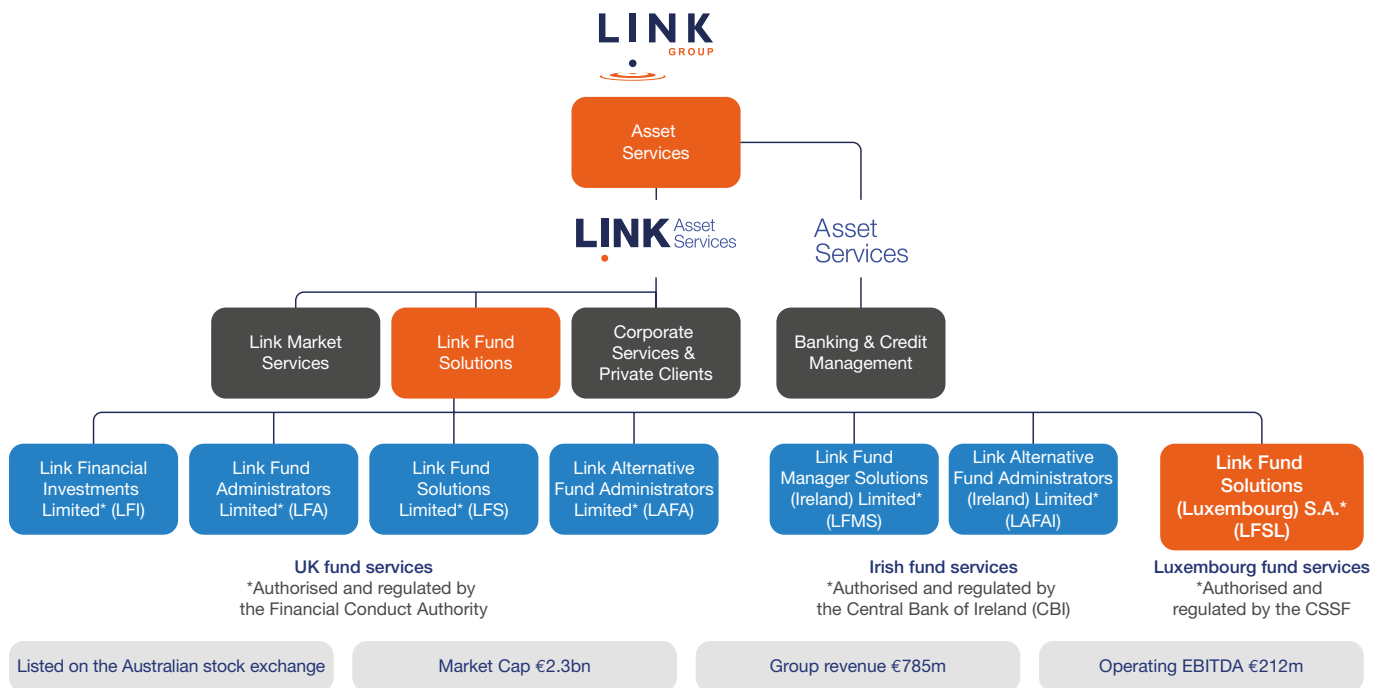 LINK
GROUP
Asset
Services
LINK Asset
Services
Asset
Services
Link Market
Services
Link Fund
Solutions
Corporate
Services &
Private Clients
Banking & Credit
Management
Link Financial
Investments
Limited* (LFI)
Link Fund
Administrators
Limited* (LFA)
Link Fund
Solutions
Limited* (LFS)
Link Alternative
Fund Administrators
Limited* (LAFA)
Link Fund
Manager Solutions
(Ireland) Limited*
(LFMS)
Link Alternative
Fund Administrators
(Ireland) Limited*
(LAFAI)
Link Fund
Solutions
(Luxembourg) S.A.*
(LFSL)
UK fund services
*Authorised and regulated by
the Financial Conduct Authority
Irish fund services
*Authorised and regulated by
the Central Bank of Ireland (CBI)
Luxembourg fund services
*Authorised and
regulated by the CSSF
Listed on the Australian stock exchange
Market Cap €2.3bn
Group revenue €785m
Operating EBITDA €212m